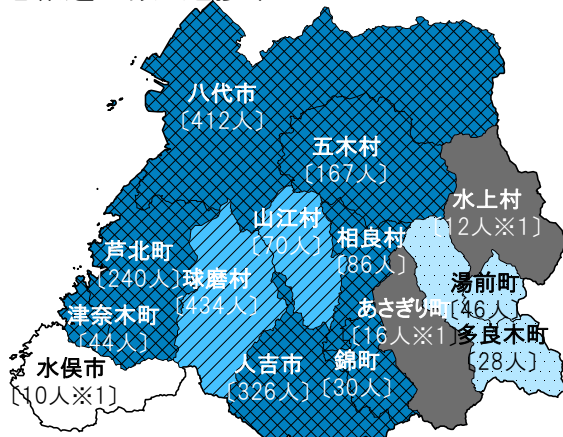 八代市
〔412人〕
五木村
〔167人〕
水上村
〔12人※1〕
山江村
〔70人〕
相良村
〔86人〕
芦北町
〔240人〕
球磨村
〔434人〕
湯前町
〔46人〕
あさぎり町
〔16人※1〕
津奈木町
〔44人〕
多良木町
〔28人〕
水俣市
〔10人※1〕
人吉市
〔326人〕
錦町
〔30人〕